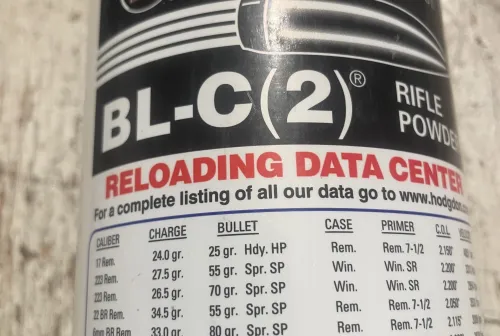 BL-C(2)®
RIFLE
POWDE
RELOADING DATA CENTER
For a complete listing of all our data go to www.hodgdon
CALIBER CHARGE BULLET CASE PRIMER C.O.L.
17 Rem. 24.0 gr. 25 gr. Hdy. HP Rem. Rem. 7-1/2 2.150"
.223 Rem. 27.5 gr. 55 gr. Spr. SP Win. Win. SR 2.200"
.223 Rem. 26.5 gr. 70 gr. Spr. SP Win. Win. SR 2.200"
22 BR Rem. 34.5 gr. 55 gr. Spr. SP Rem. Rem. 7-1/2 2.050"
6mm BR Rem. 33.0 gr. 80 gr. Spr. SP Rem. Rem. 7-1/2 2.115"